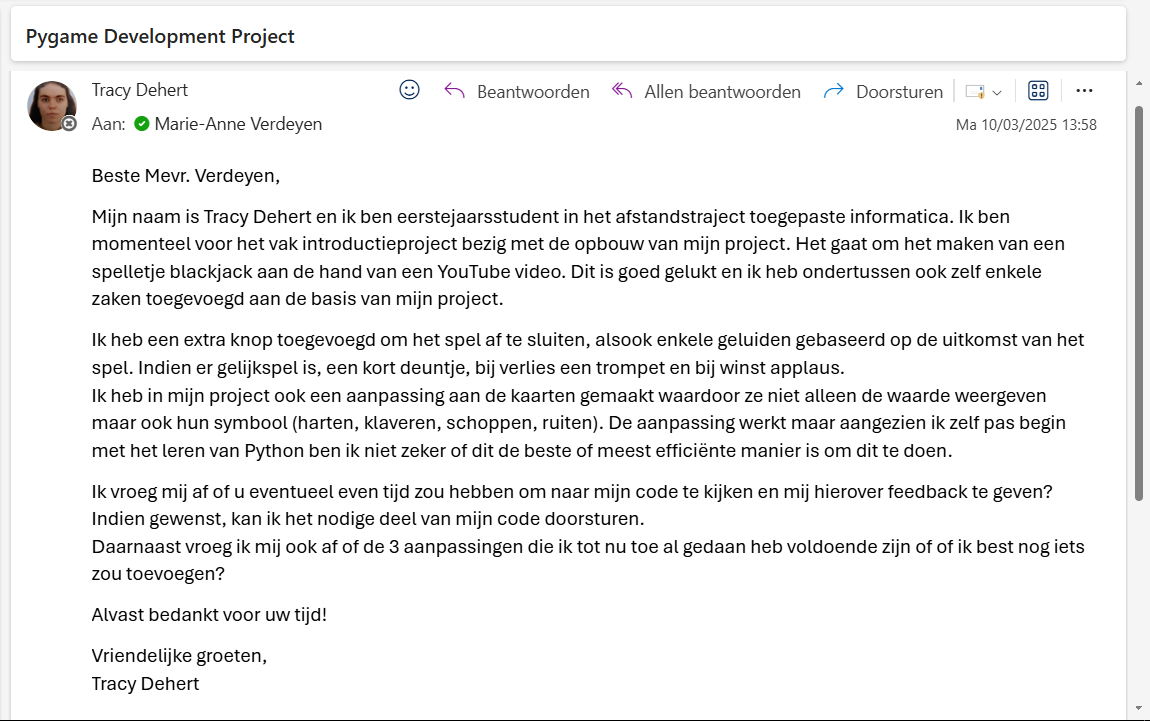 Pygame Development Project
Tracy Dehert
Beantwoorden
Allen beantwoorden
Doorsturen
Aan: Marie-Anne Verdeyen
Ma 10/03/2025 13:58
Beste Mevr. Verdeyen,
Mijn naam is Tracy Dehert en ik ben eerstejaarsstudent in het afstandstraject toegepaste informatica. Ik ben
momenteel voor het vak introductieproject bezig met de opbouw van mijn project. Het gaat om het maken van een
spelletje blackjack aan de hand van een YouTube video. Dit is goed gelukt en ik heb ondertussen ook zelf enkele
zaken toegevoegd aan de basis van mijn project.
Ik heb een extra knop toegevoegd om het spel af te sluiten, alsook enkele geluiden gebaseerd op de uitkomst van het
spel. Indien er gelijkspel is, een kort deuntje, bij verlies een trompet en bij winst applaus.
Ik heb in mijn project ook een aanpassing aan de kaarten gemaakt waardoor ze niet alleen de waarde weergeven
maar ook hun symbool (harten, klaveren, schoppen, ruiten). De aanpassing werkt maar aangezien ik zelf pas begin
met het leren van Python ben ik niet zeker of dit de beste of meest efficiënte manier is om dit te doen.
Ik vroeg mij af of u eventueel even tijd zou hebben om naar mijn code te kijken en mij hierover feedback te geven?
Indien gewenst, kan ik het nodige deel van mijn code doorsturen.
Daarnaast vroeg ik mij ook af of de 3 aanpassingen die ik tot nu toe al gedaan heb voldoende zijn of of ik best nog iets
zou toevoegen?
Alvast bedankt voor uw tijd!
Vriendelijke groeten,
Tracy Dehert